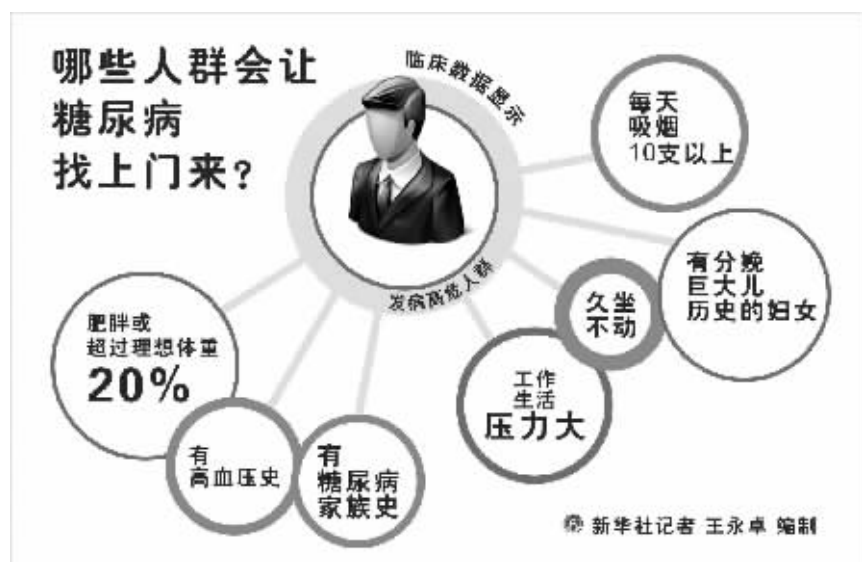 哪些人群会让
糖尿病
找上门来?
临床数据显示
发病高危人群
每天
吸烟
10支以上
有分娩
巨大儿
历史的妇女
久坐
不动
工作
生活
压力大
有
糖尿病
家族史
有
高血压史
肥胖或
超过理想体重
20%
新华社记者 王永卓 编制